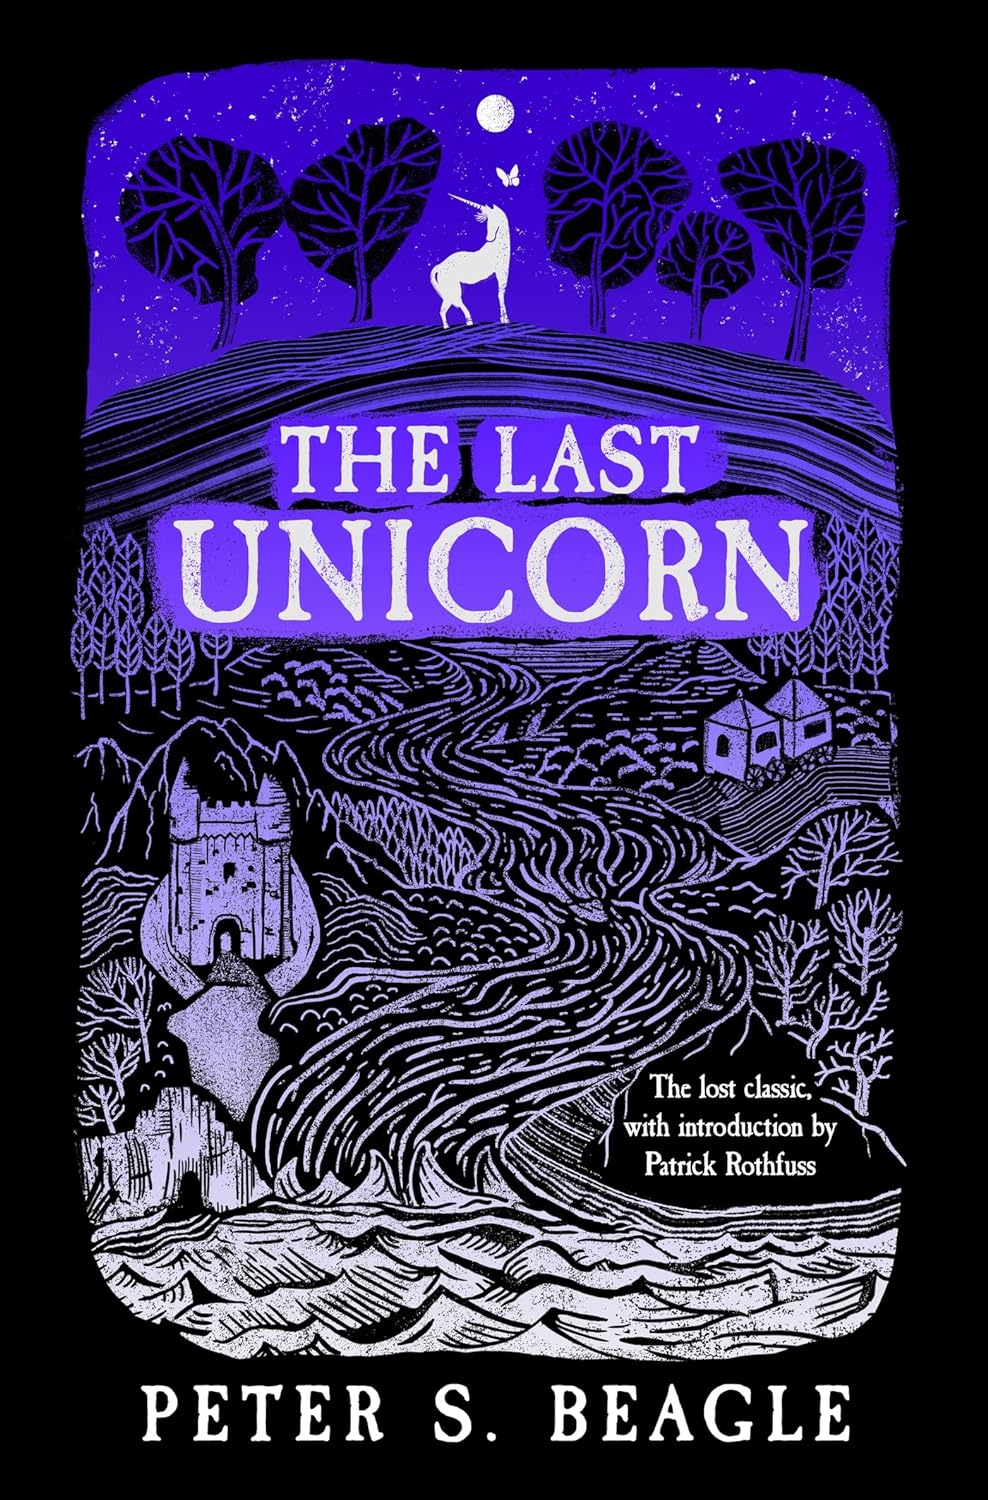 THE LAST
UNICORN
The lost classic,
with introduction by
Patrick Rothfuss
PETER S. BEAGLE